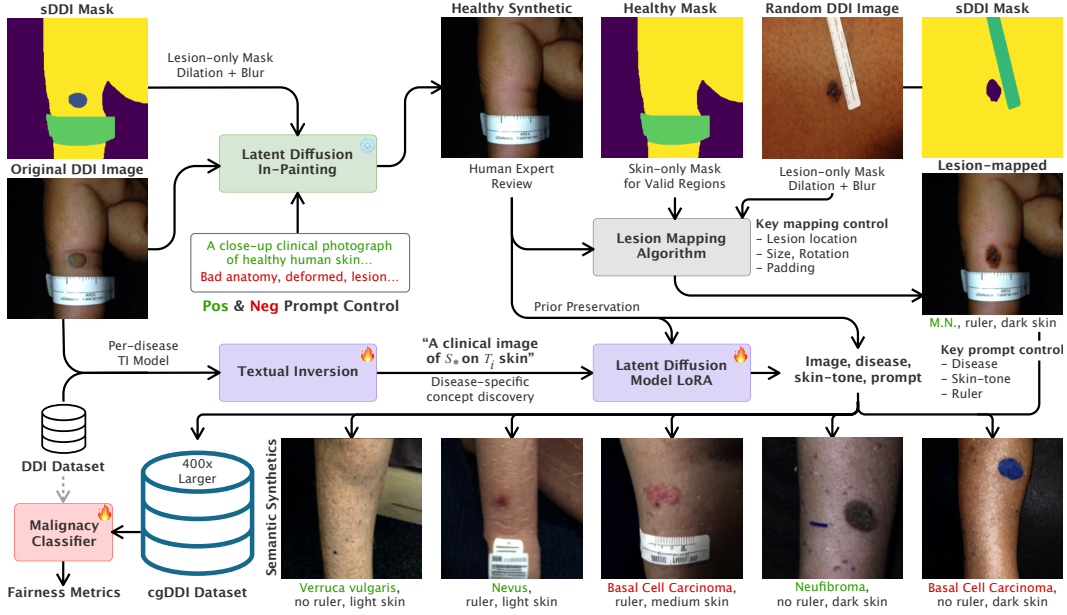 sDDI Mask
Healthy Synthetic
Healthy Mask
Random DDI Image
sDDI Mask
Lesion-only Mask
Dilation + Blur
Latent Diffusion
In-Painting
Original DDI Image
Human Expert
Review
Skin-only Mask
for Valid Regions
Lesion-only Mask
Dilation + Blur
Lesion-mapped
Lesion Mapping
Algorithm
Key mapping control
– Lesion location
– Size, Rotation
– Padding
A close-up clinical photograph
of healthy human skin...
Bad anatomy, deformed, lesion...
Pos & Neg Prompt Control
Prior Preservation
M.N., ruler, dark skin
Per-disease
TI Model
Textual Inversion
“A clinical image
of S* on Ti skin”
Disease-specific
concept discovery
Latent Diffusion
Model LoRA
Image, disease,
skin-tone, prompt
Key prompt control
– Disease
– Skin-tone
– Ruler
DDI Dataset
400x
Larger
Semantic Synthetics
Malignacy
Classifier
Fairness Metrics
cgDDI Dataset
Verruca vulgaris,
no ruler, light skin
Nevus,
ruler, light skin
Basal Cell Carcinoma,
ruler, medium skin
Neufibroma,
no ruler, dark skin
Basal Cell Carcinoma,
no ruler, dark skin